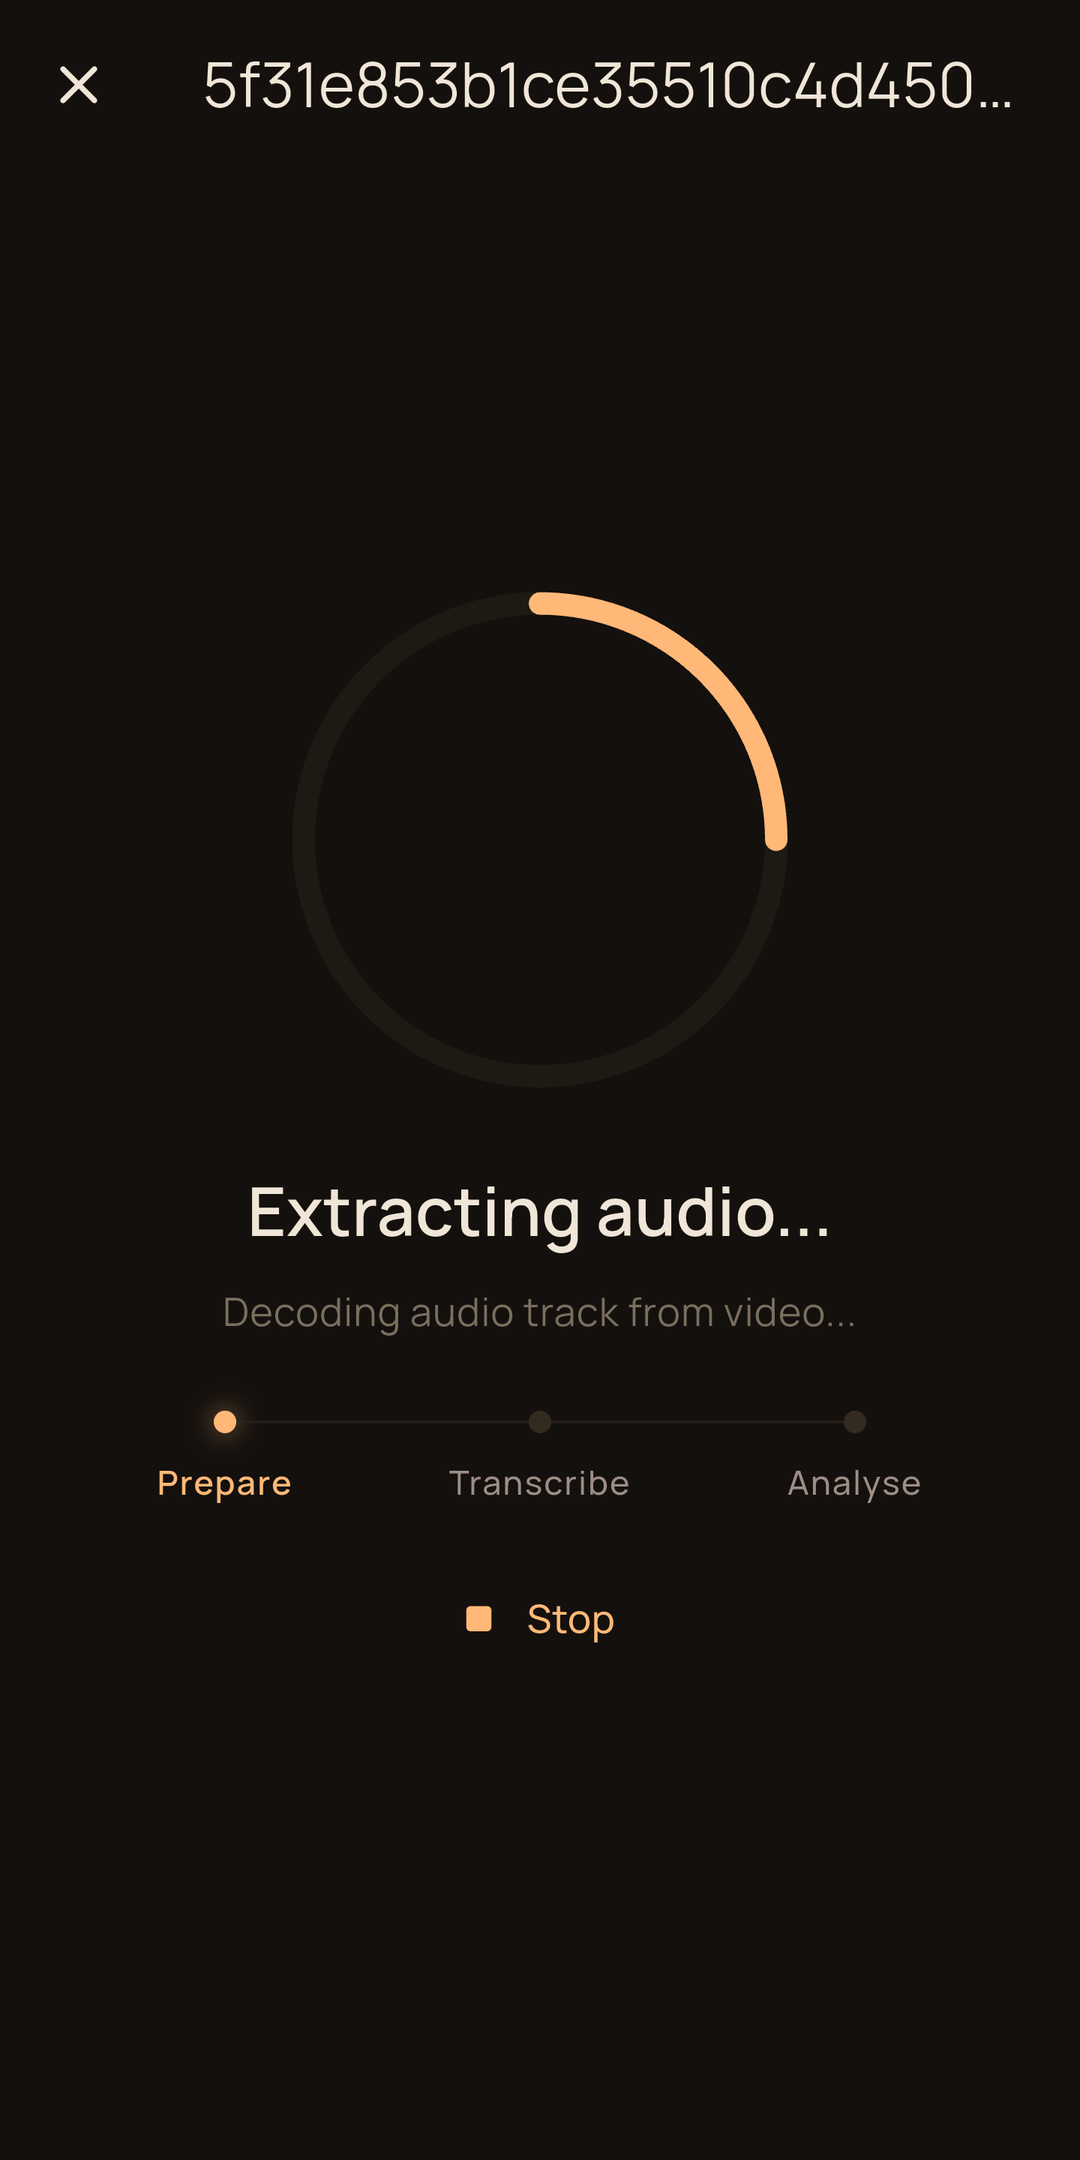 5f31e853b1ce35510c4d450…
Extracting audio...
Decoding audio track from video...
Prepare
Transcribe
Analyse
Stop